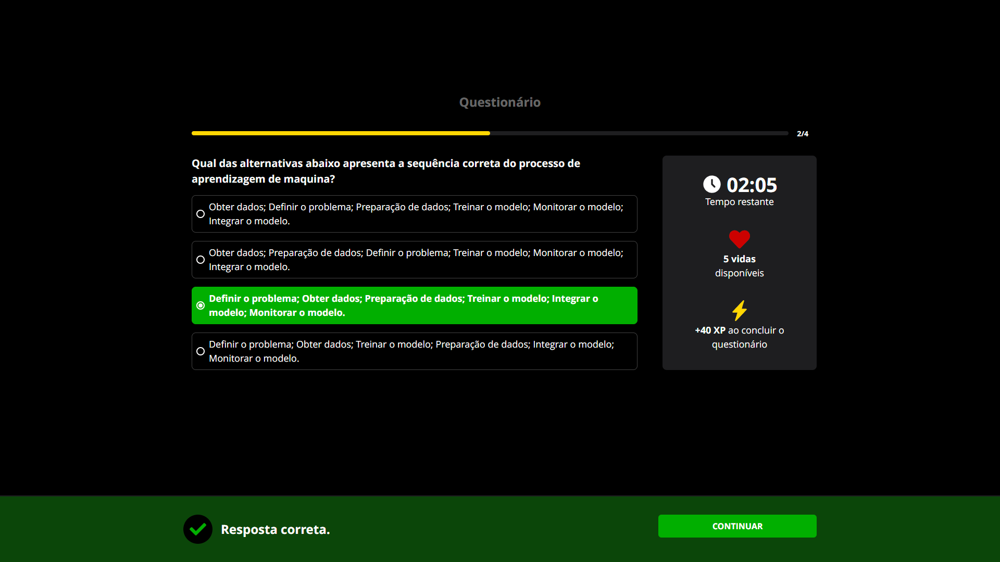 Questionário
2/4
Qual das alternativas abaixo apresenta a sequência correta do processo de
aprendizagem de maquina?
Obter dados; Definir o problema; Preparação de dados; Treinar o modelo; Monitorar o modelo;
Integrar o modelo.
Obter dados; Preparação de dados; Definir o problema; Treinar o modelo; Monitorar o modelo;
Integrar o modelo.
Definir o problema; Obter dados; Preparação de dados; Treinar o modelo; Integrar o
modelo; Monitorar o modelo.
Definir o problema; Obter dados; Treinar o modelo; Preparação de dados; Integrar o modelo;
Monitorar o modelo.
02:05
Tempo restante
5 vidas
disponíveis
+40 XP ao concluir o
questionário
Resposta correta.
CONTINUAR